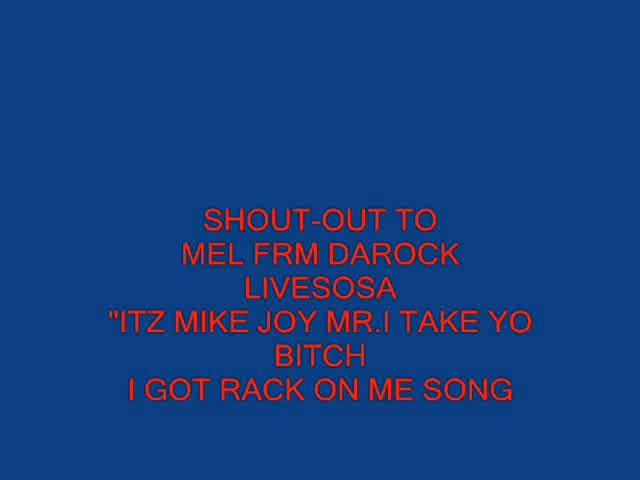 SHOUT-OUT TO
MEL FRM DAROCK
LIVESOSA
"ITZ MIKE JOY MR.I TAKE YO
BITCH
I GOT RACK ON ME SONG